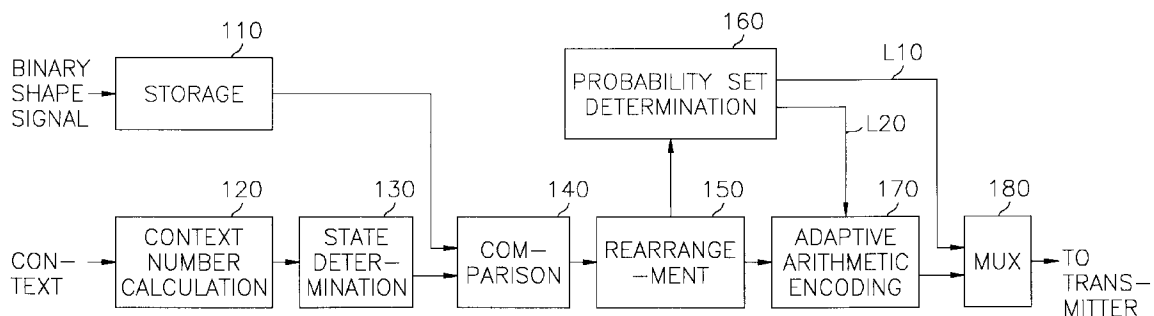 110
160
BINARY
SHAPE
SIGNAL
STORAGE
PROBABILITY SET
DETERMINATION
L10
L20
120
130
140
150
170
180
CON-
TEXT
CONTEXT
NUMBER
CALCULATION
STATE
DETER-
MINATION
COM-
PARISON
REARRANGE
-MENT
ADAPTIVE
ARITHMETIC
ENCODING
MUX
TO
TRANS-
MITTER